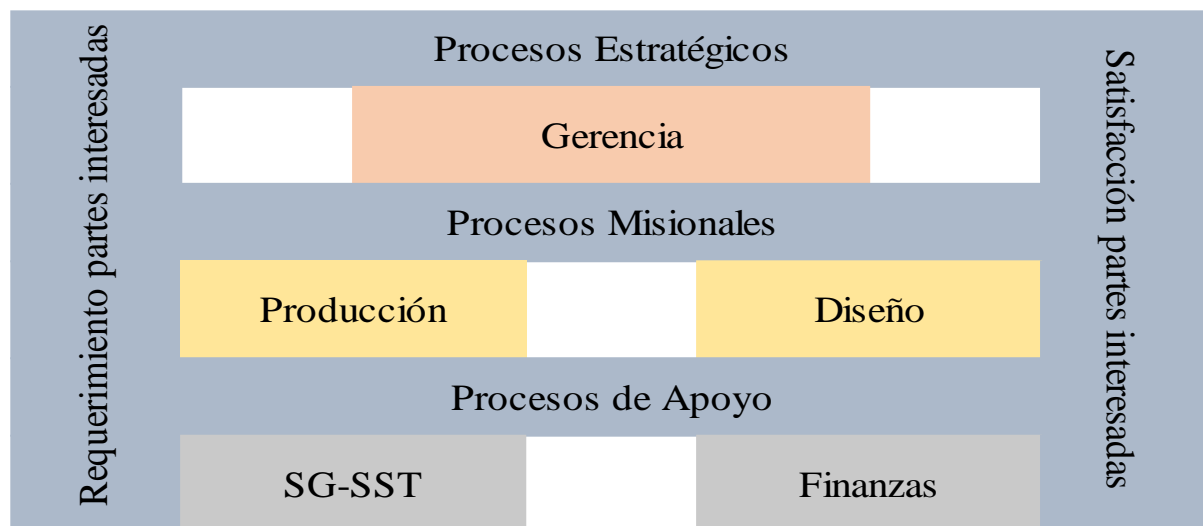 Requerimiento partes interesadas
Procesos Estratégicos
Gerencia
Procesos Misionales
Producción
Diseño
Procesos de Apoyo
SG-SST
Finanzas
Satisfacción partes interesadas